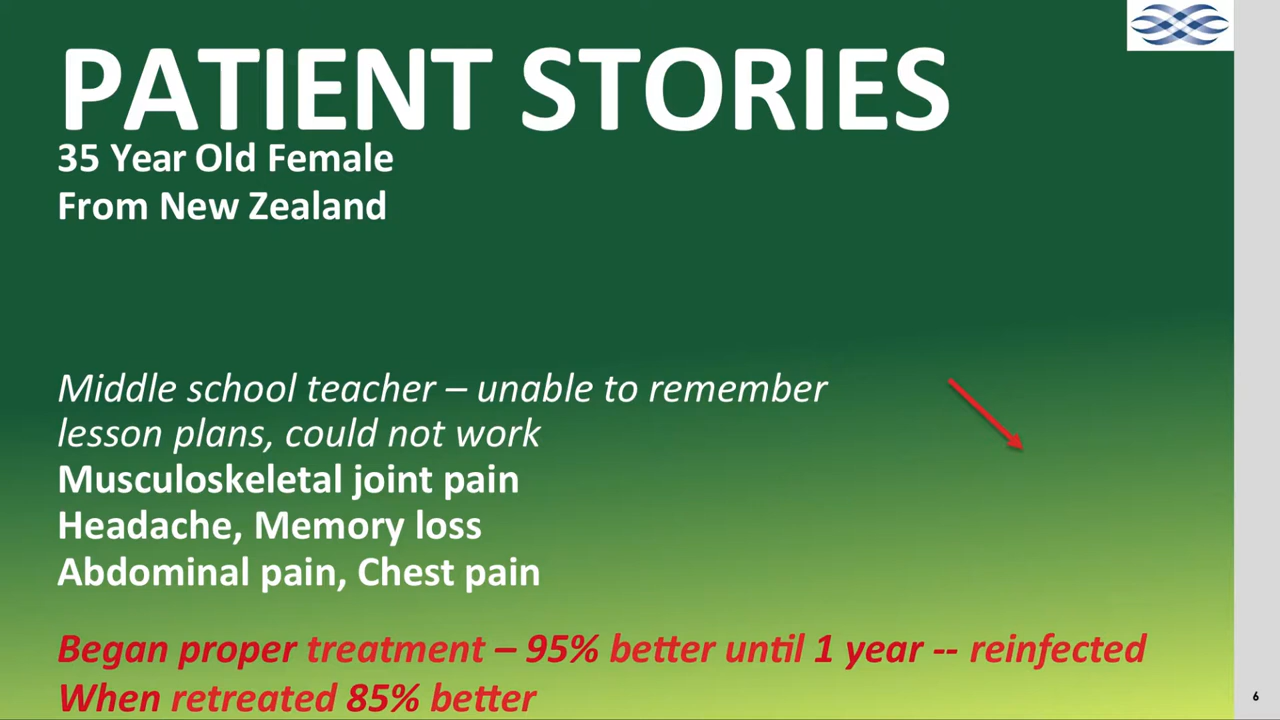 PATIENT STORIES
35 Year Old Female
From New Zealand
Middle school teacher – unable to remember
lesson plans, could not work
Musculoskeletal joint pain
Headache, Memory loss
Abdominal pain, Chest pain
Began proper treatment – 95% better until 1 year -- reinfected
When retreated 85% better
6